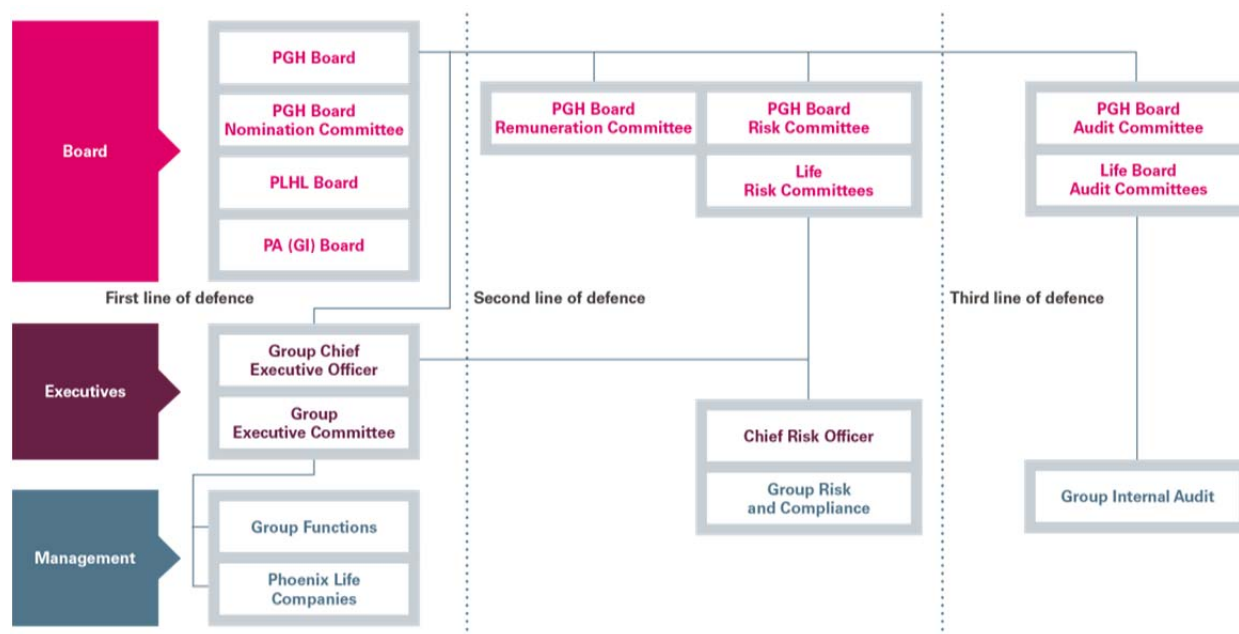 Board
PGH Board
PGH Board
Nomination Committee
PLHL Board
PA (GI) Board
PGH Board
Remuneration Committee
PGH Board
Risk Committee
Life
Risk Committees
PGH Board
Audit Committee
Life Board
Audit Committees
First line of defence
Second line of defence
Third line of defence
Executives
Group Chief
Executive Officer
Group
Executive Committee
Chief Risk Officer
Group Risk
and Compliance
Group Internal Audit
Management
Group Functions
Phoenix Life
Companies